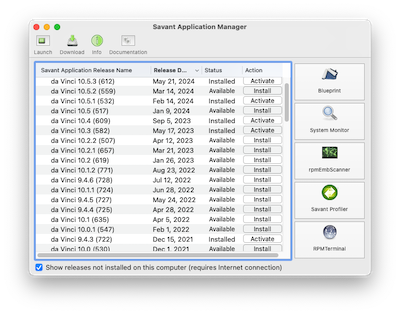 Savant Application Manager
Launch Download Info Documentation
Savant Application Release Name Release D... Status Action
da Vinci 10.5.3 (612) May 21, 2024 Installed Activate
da Vinci 10.5.2 (559) Mar 14, 2024 Available Install
da Vinci 10.5.1 (532) Feb 14, 2024 Installed Activate
da Vinci 10.5 (517) Jan 9, 2024 Available Install
da Vinci 10.4 (609) Sep 5, 2023 Installed Activate
da Vinci 10.3 (582) May 17, 2023 Installed Activate
da Vinci 10.2.2 (507) Apr 12, 2023 Available Install
da Vinci 10.2.1 (657) Mar 21, 2023 Available Install
da Vinci 10.2 (619) Jan 26, 2023 Available Install
da Vinci 10.1.2 (771) Aug 23, 2022 Available Install
da Vinci 9.4.6 (728) Jul 12, 2022 Available Install
da Vinci 10.1.1 (724) Jun 28, 2022 Available Install
da Vinci 9.4.5 (727) May 24, 2022 Available Install
da Vinci 9.4.4 (725) Apr 28, 2022 Available Install
da Vinci 10.1 (635) Apr 5, 2022 Available Install
da Vinci 10.0.1 (547) Feb 1, 2022 Available Install
da Vinci 9.4.3 (722) Dec 15, 2021 Installed Activate
da Vinci 10.0 (530) Dec 1, 2021 Available Install
Blueprint
System Monitor
rpmEmbScanner
Savant Profiler
RPMTerminal
Show releases not installed on this computer (requires Internet connection)